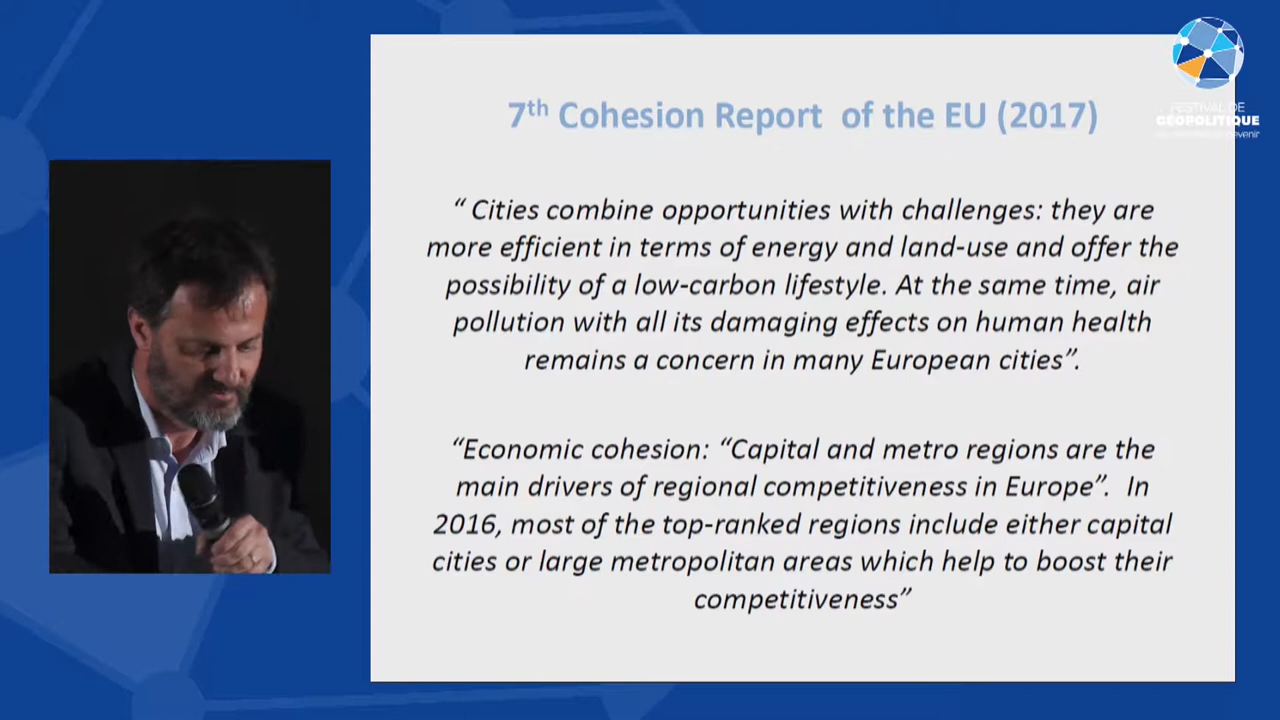 7th Cohesion Report of the EU (2017)
“ Cities combine opportunities with challenges: they are
more efficient in terms of energy and land-use and offer the
possibility of a low-carbon lifestyle. At the same time, air
pollution with all its damaging effects on human health
remains a concern in many European cities”.
“Economic cohesion: “Capital and metro regions are the
main drivers of regional competitiveness in Europe”. In
2016, most of the top-ranked regions include either capital
cities or large metropolitan areas which help to boost their
competitiveness”
FESTIVAL DE
GÉOPOLITIQUE